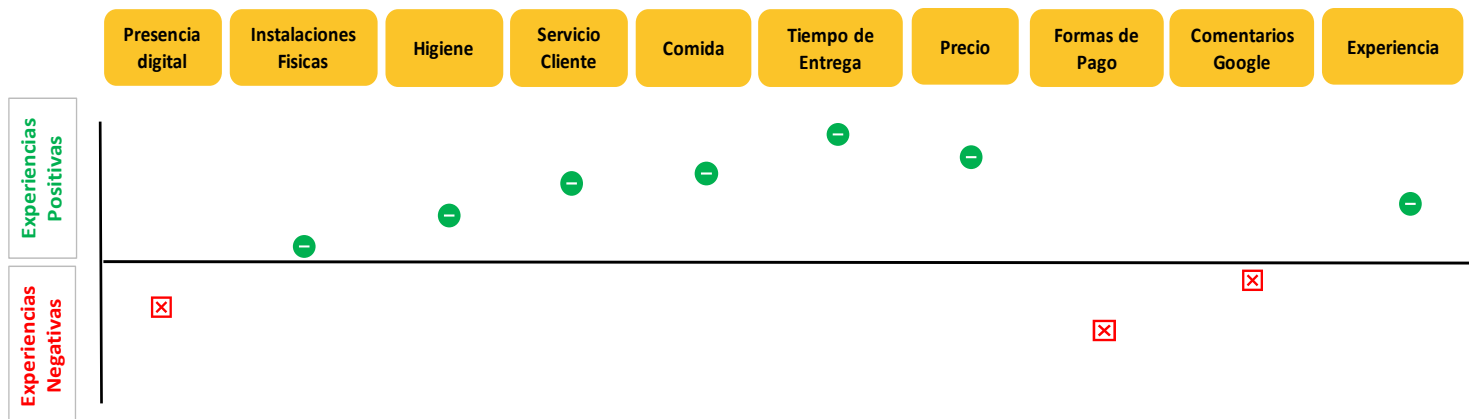 Presencia
digital
Instalaciones
Fisicas
Higiene
Servicio
Cliente
Comida
Tiempo de
Entrega
Precio
Formas de
Pago
Comentarios
Google
Experiencia
Experiencias
Positivas
Experiencias
Negativas